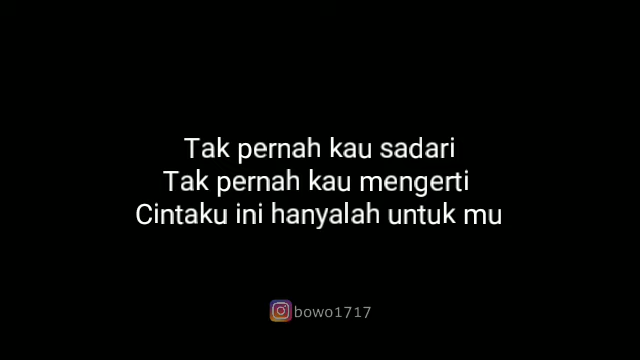 Tak pernah kau sadari
Tak pernah kau mengerti
Cintaku ini hanyalah untuk mu
bowo1717